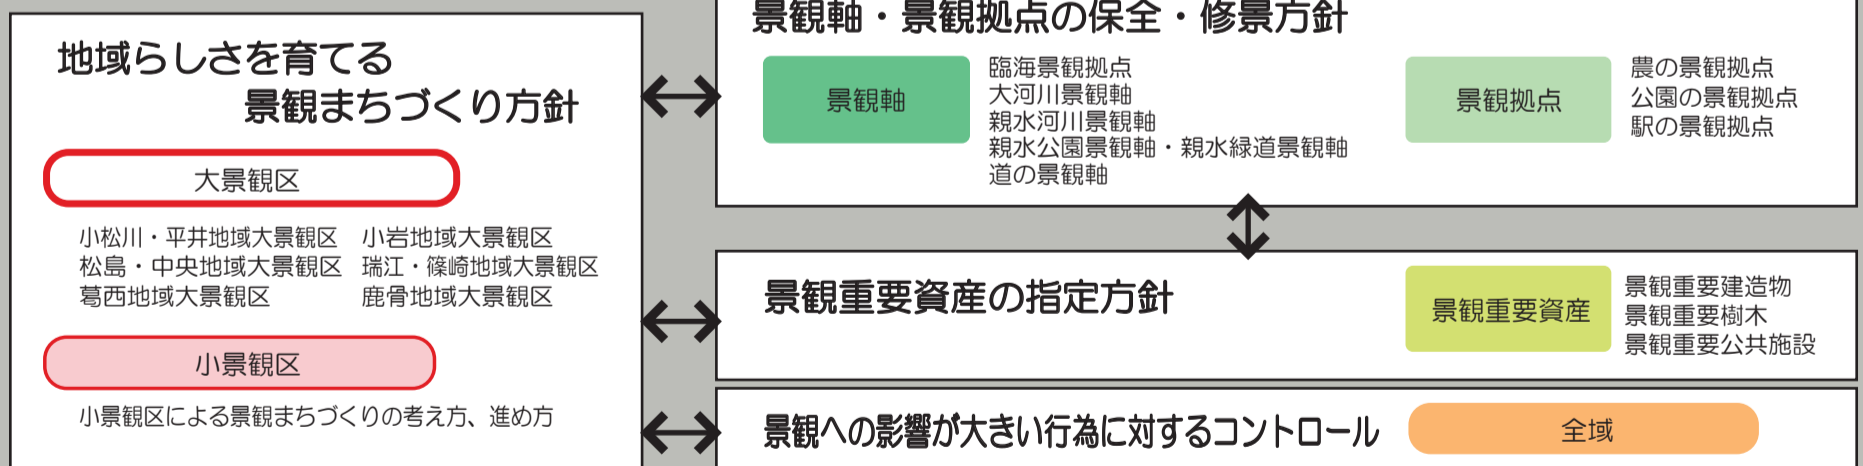 地域らしさを育てる
景観まちづくり方針
大景観区
小松川・平井地域大景観区 小岩地域大景観区
松島・中央地域大景観区 瑞江・篠崎地域大景観区
葛西地域大景観区 鹿骨地域大景観区
小景観区
小景観区による景観まちづくりの考え方、進め方
景観軸・景観拠点の保全・修景方針
景観軸
臨海景観拠点
大河川景観軸
親水河川景観軸
親水公園景観軸・親水緑道景観軸
道の景観軸
景観拠点
農の景観拠点
公園の景観拠点
駅の景観拠点
景観重要資産の指定方針
景観重要資産
景観重要建造物
景観重要樹木
景観重要公共施設
景観への影響が大きい行為に対するコントロール
全域